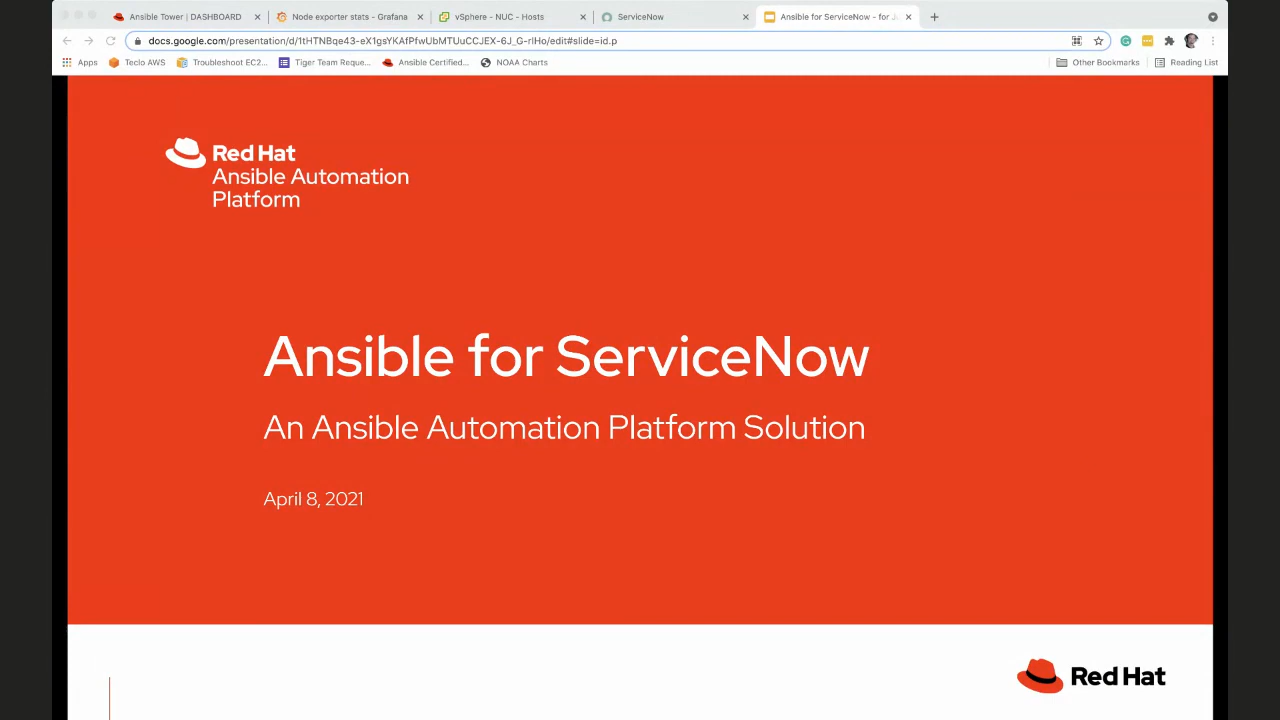 Ansible Tower | DASHBOARD
Node exporter stats - Grafana
vSphere - NUC - Hosts
ServiceNow
Ansible for ServiceNow - for
docs.google.com/presentation/d/1tHTNBqe43-eX1gsYKAfPfwUbMTUuCCJEX-6J_G-rIHo/edit#slide=id.p
Apps
Teclo AWS
Troubleshoot EC2...
Tiger Team Reque...
Ansible Certified...
NOAA Charts
Other Bookmarks
Reading List
Red Hat
Ansible Automation
Platform
Ansible for ServiceNow
An Ansible Automation Platform Solution
April 8, 2021
Red Hat